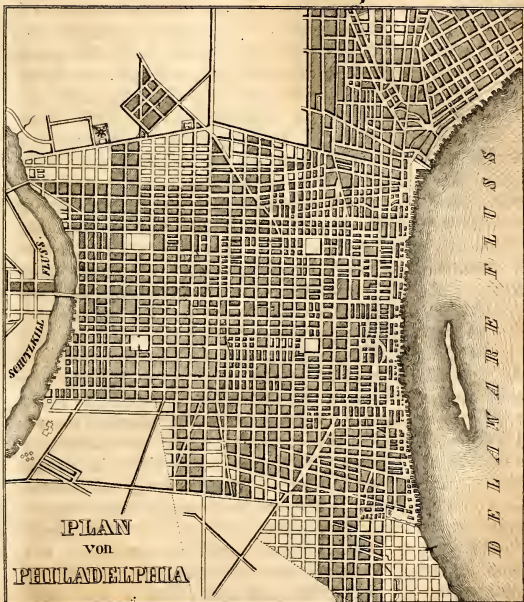 SCHUYLKILL FLUSS.
DELAWARE FLUSS
PLAN
von
PHILADELPHIA